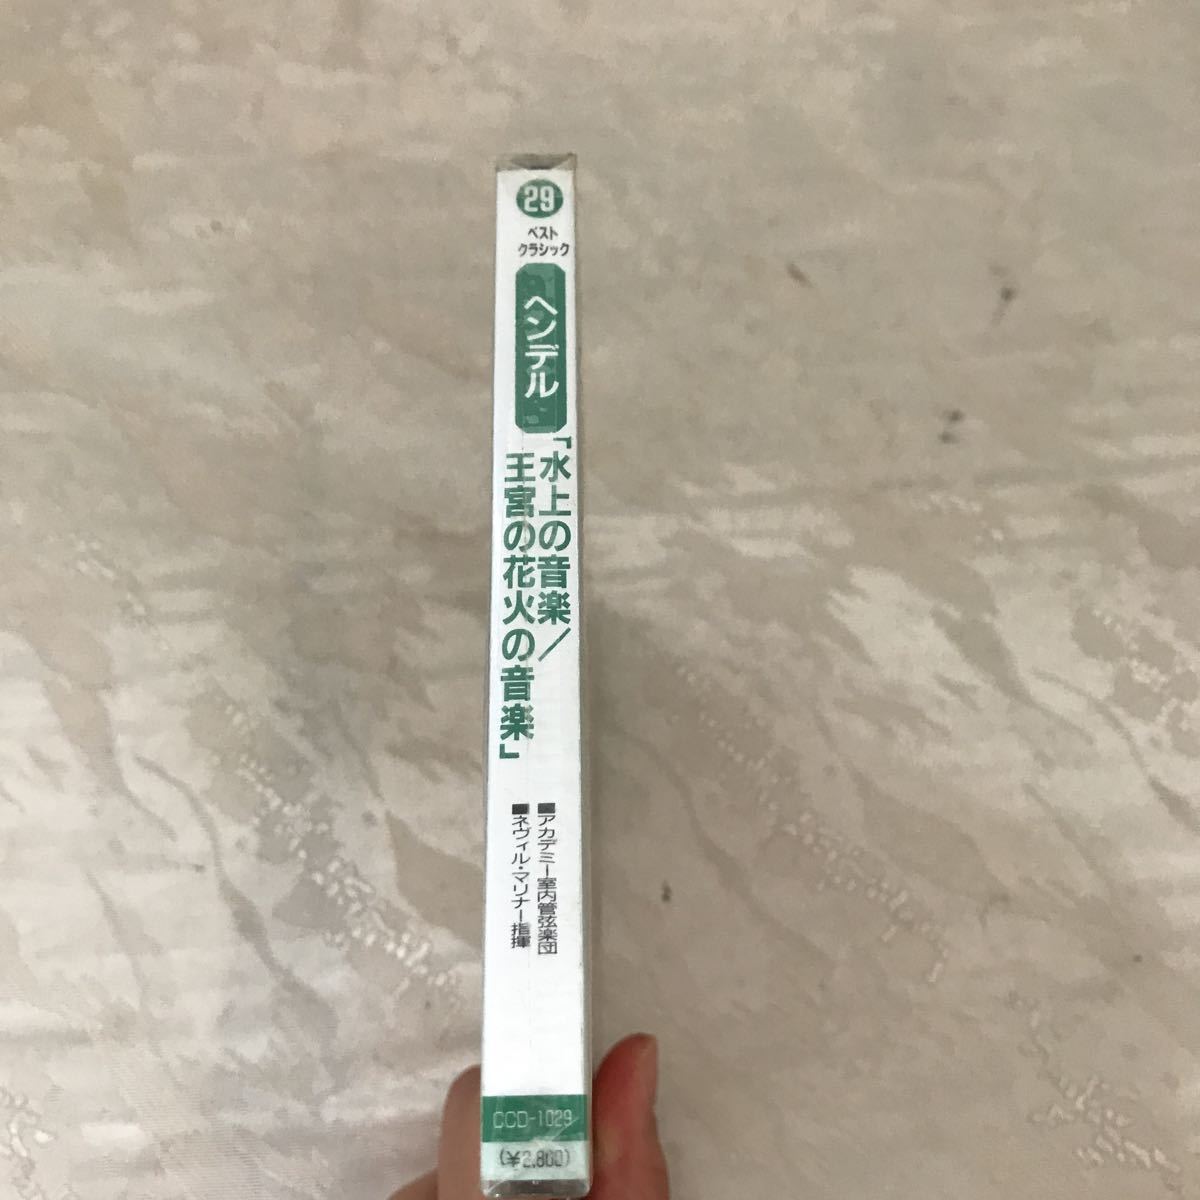 29
ベスト
クラシック
ヘンデル
「水上の音楽/
王宮の花火の音楽」
■アカデミー室内管弦楽団
■ネヴィル・マリナー指揮
CCD-1029
(¥2,800)